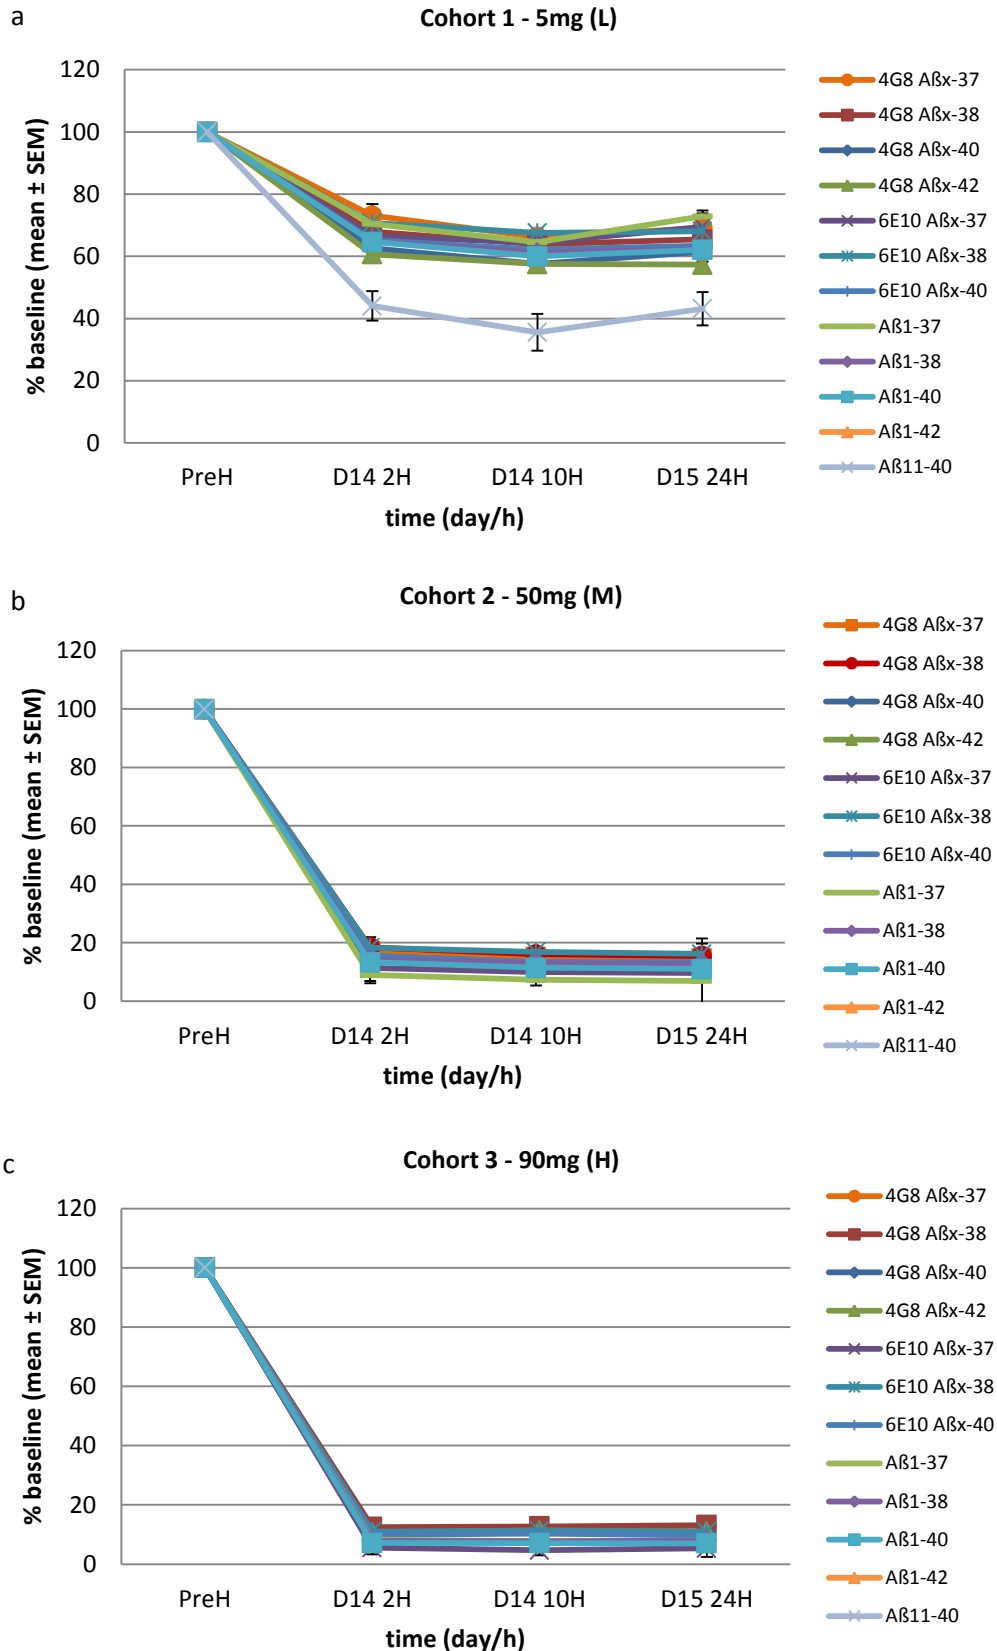 a
Cohort 1 - 5mg (L)
120
100
80
60
40
20
0
% baseline (mean ± SEM)
PreH
D14 2H
D14 10H
D15 24H
time (day/h)
4G8 Aßx-37
4G8 Aßx-38
4G8 Aßx-40
4G8 Aßx-42
6E10 Aßx-37
6E10 Aßx-38
6E10 Aßx-40
Aß1-37
Aß1-38
Aß1-40
Aß1-42
Aß11-40
b
Cohort 2 - 50mg (M)
120
100
80
60
40
20
0
% baseline (mean ± SEM)
PreH
D14 2H
D14 10H
D15 24H
time (day/h)
4G8 Aßx-37
4G8 Aßx-38
4G8 Aßx-40
4G8 Aßx-42
6E10 Aßx-37
6E10 Aßx-38
6E10 Aßx-40
Aß1-37
Aß1-38
Aß1-40
Aß1-42
Aß11-40
c
Cohort 3 - 90mg (H)
120
100
80
60
40
20
0
% baseline (mean ± SEM)
PreH
D14 2H
D14 10H
D15 24H
time (day/h)
4G8 Aßx-37
4G8 Aßx-38
4G8 Aßx-40
4G8 Aßx-42
6E10 Aßx-37
6E10 Aßx-38
6E10 Aßx-40
Aß1-37
Aß1-38
Aß1-40
Aß1-42
Aß11-40